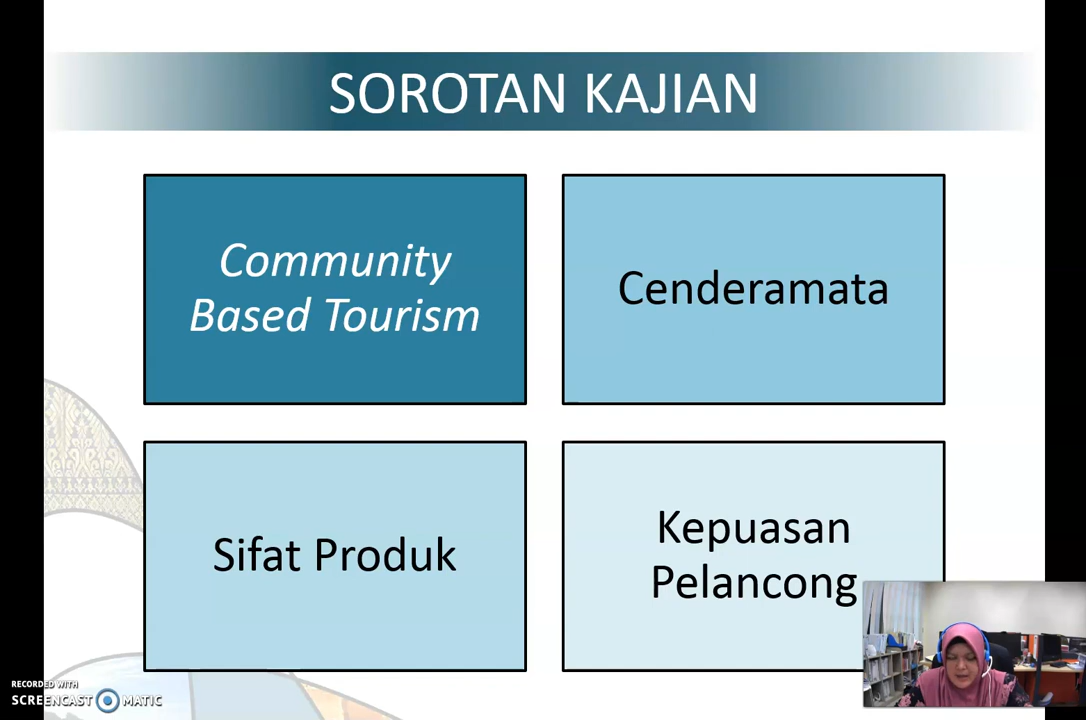 SOROTAN KAJIAN
Community
Based Tourism
Cenderamata
Sifat Produk
Kepuasan
Pelancong
RECORDED WITH
SCREENCAST MATIC